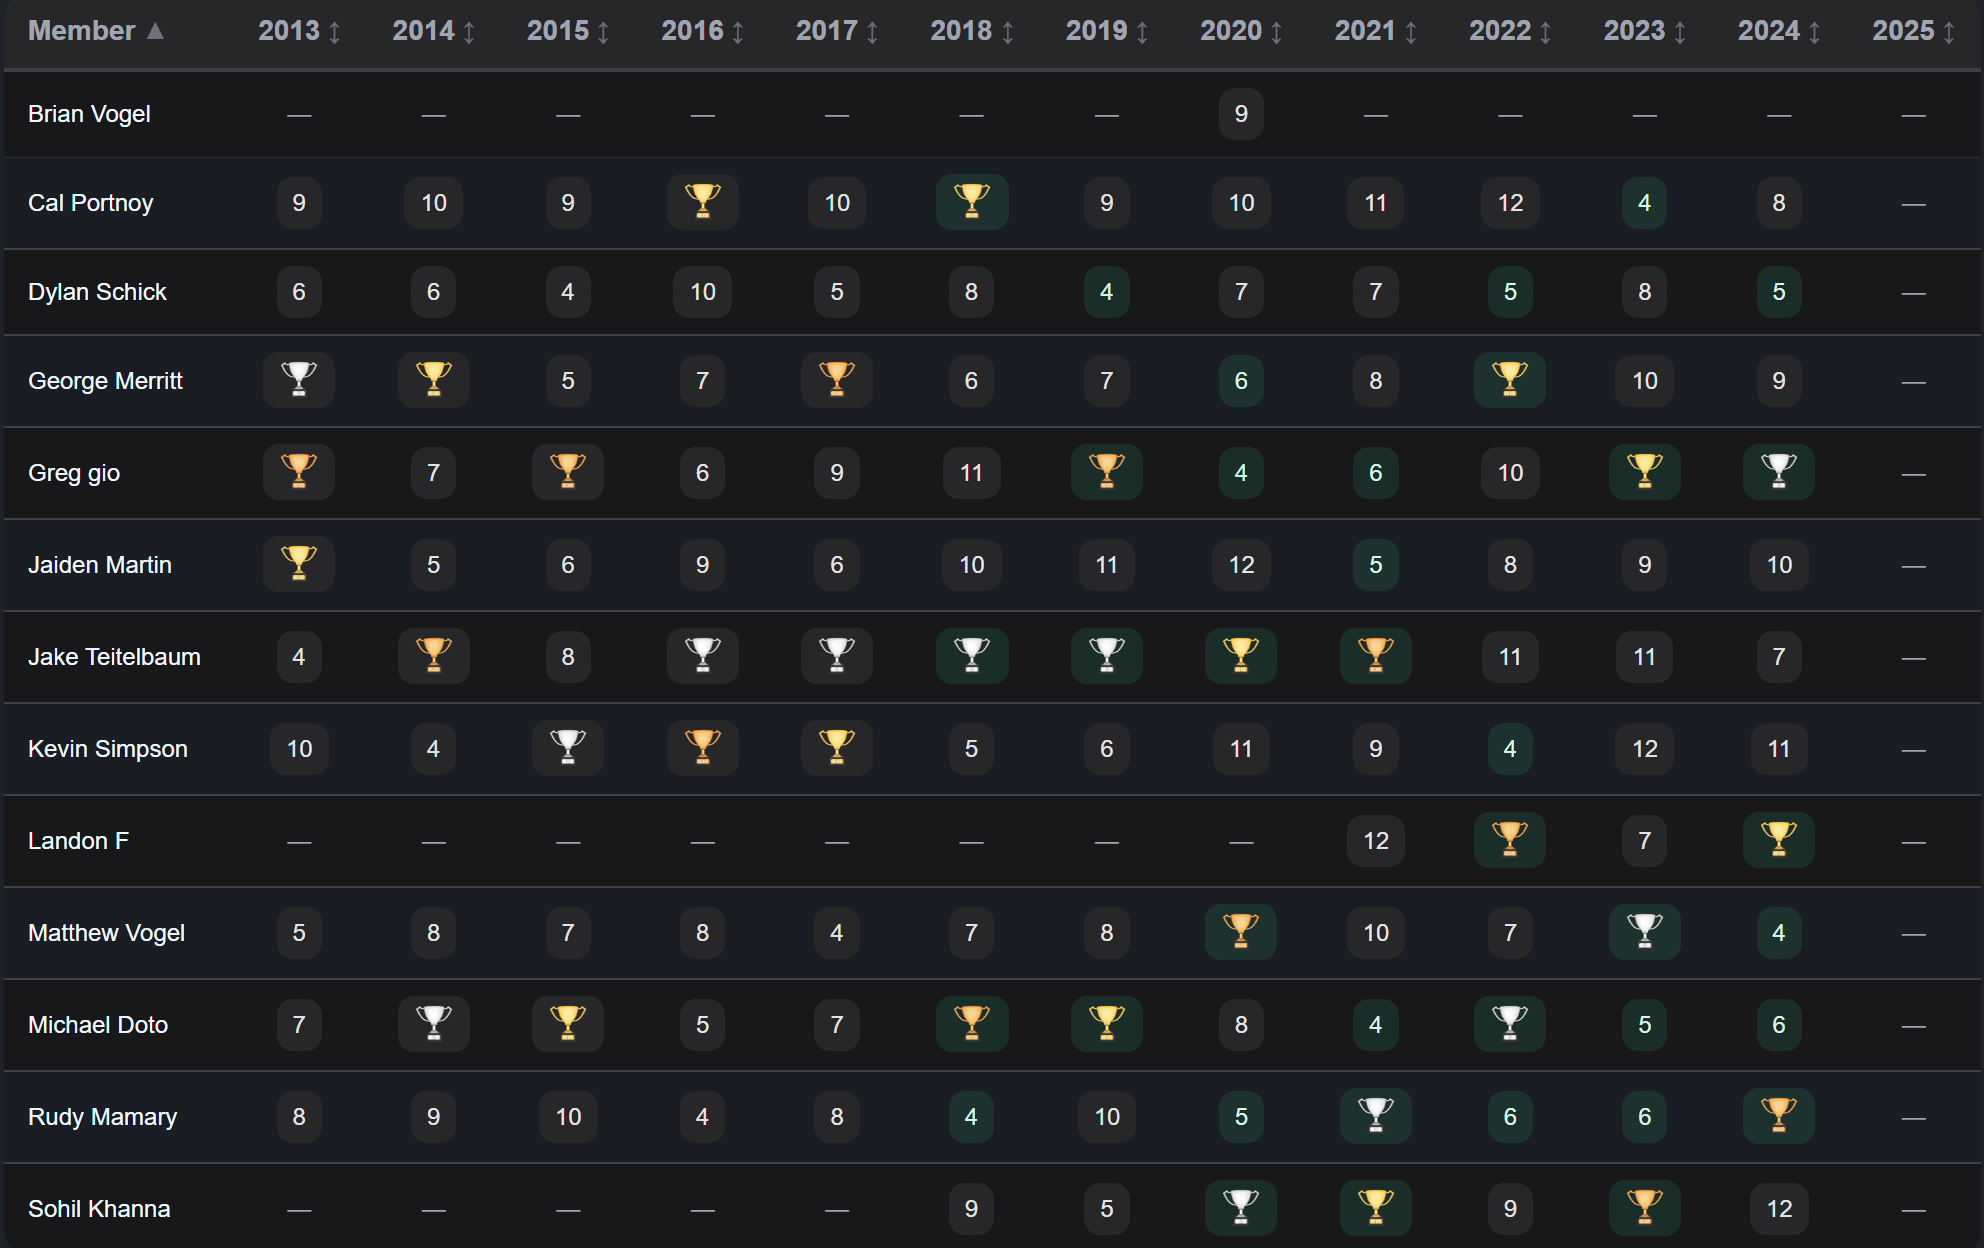 Member ▲ 2013 ↕ 2014 ↕ 2015 ↕ 2016 ↕ 2017 ↕ 2018 ↕ 2019 ↕ 2020 ↕ 2021 ↕ 2022 ↕ 2023 ↕ 2024 ↕ 2025 ↕
Brian Vogel — — — — — — — 9 — — — — —
Cal Portnoy 9 10 9 🏆 10 🏆 9 10 11 12 4 8 —
Dylan Schick 6 6 4 10 5 8 4 7 7 5 8 5 —
George Merritt 🏆 🏆 5 7 🏆 6 7 6 8 🏆 10 9 —
Greg gio 🏆 7 🏆 6 9 11 🏆 4 6 10 🏆 🏆 —
Jaiden Martin 🏆 5 6 9 6 10 11 12 5 8 9 10 —
Jake Teitelbaum 4 🏆 8 🏆 🏆 🏆 🏆 🏆 🏆 11 11 7 —
Kevin Simpson 10 4 🏆 🏆 🏆 5 6 11 9 4 12 11 —
Landon F — — — — — — — — 12 🏆 7 🏆 —
Matthew Vogel 5 8 7 8 4 7 8 🏆 10 7 🏆 4 —
Michael Doto 7 🏆 🏆 5 7 🏆 🏆 8 4 🏆 5 6 —
Rudy Mamary 8 9 10 4 8 4 10 5 🏆 6 6 🏆 —
Sohil Khanna — — — — — 9 5 🏆 🏆 9 🏆 12 —